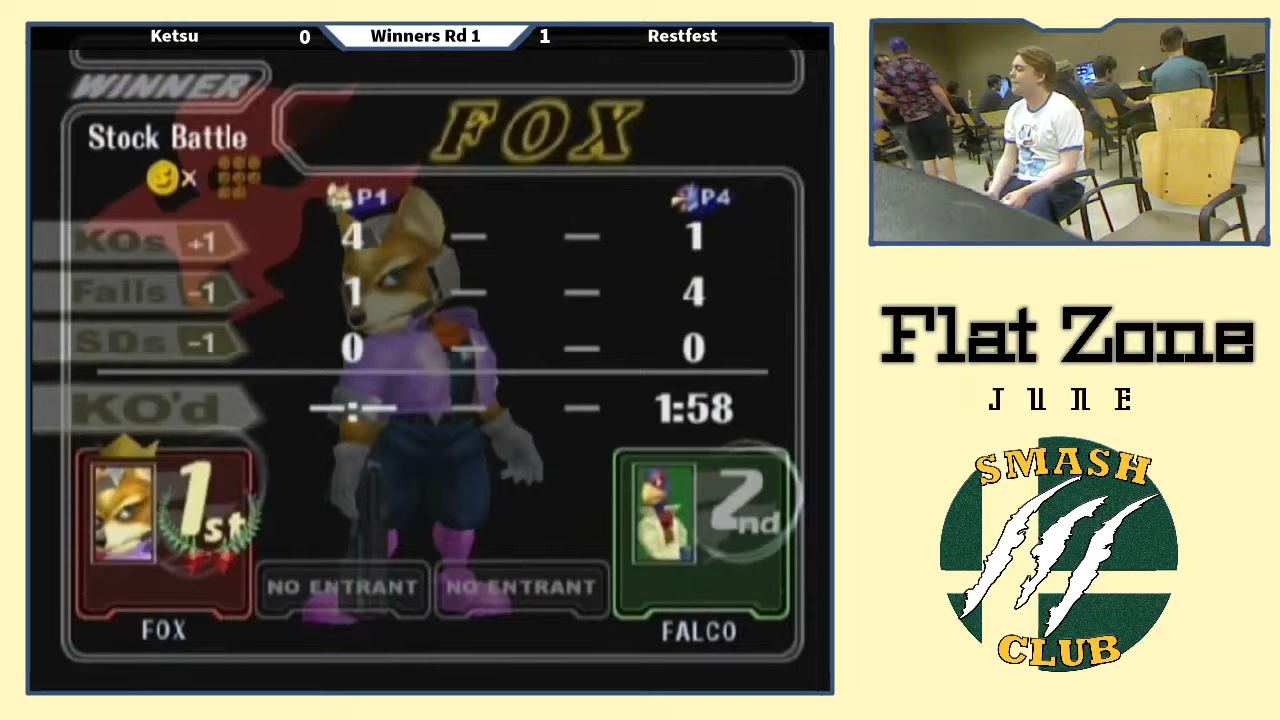 Ketsu 0 Winners Rd 1 1 Restfest
WINNER
FOX
Stock Battle
P1 P4
KOs +1 4 1
Falls -1 1 4
SDs -1 0 0
KO'd 1:58
1st
2nd
NO ENTRANT NO ENTRANT
FOX FALCO
Flat Zone
JUNE
SMASH
CLUB